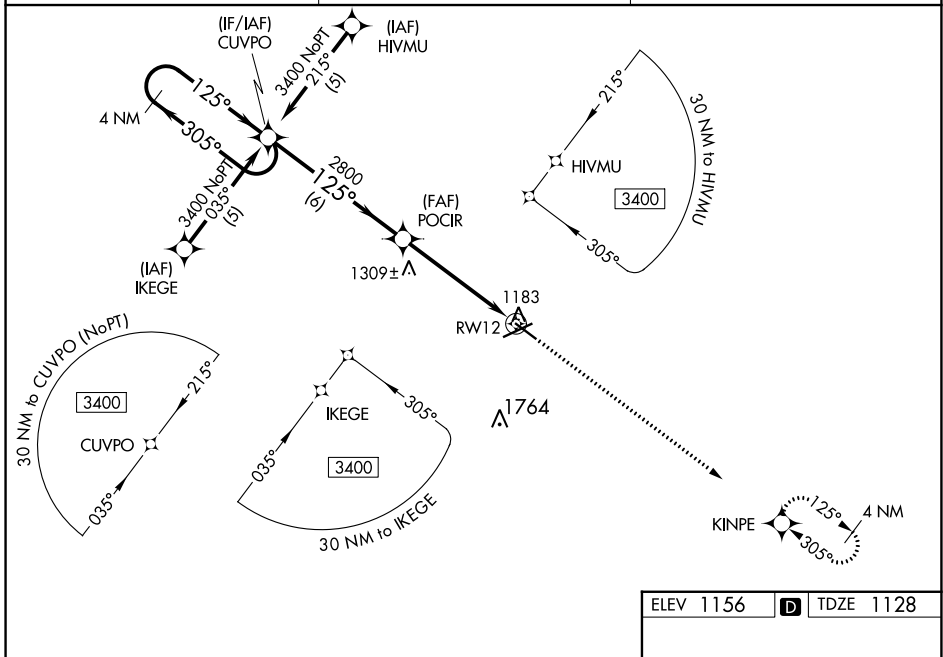 (IF/IAF)
CUVPO
(IAF)
HIVMU
3400 NoPT
215°
(5)
125°
4 NM
305°
3400 NoPT
035°
(5)
(IAF)
IKEGE
2800
125°
(6)
(FAF)
POCIR
1309±
1183
RW12
1764
215°
HIVMU
3400
305°
30 NM to HIVMU
30 NM to CUVPO (NoPT)
3400
215°
CUVPO
035°
305°
IKEGE
3400
035°
30 NM to IKEGE
KINPE
125°
4 NM
305°
ELEV 1156 D TDZE 1128